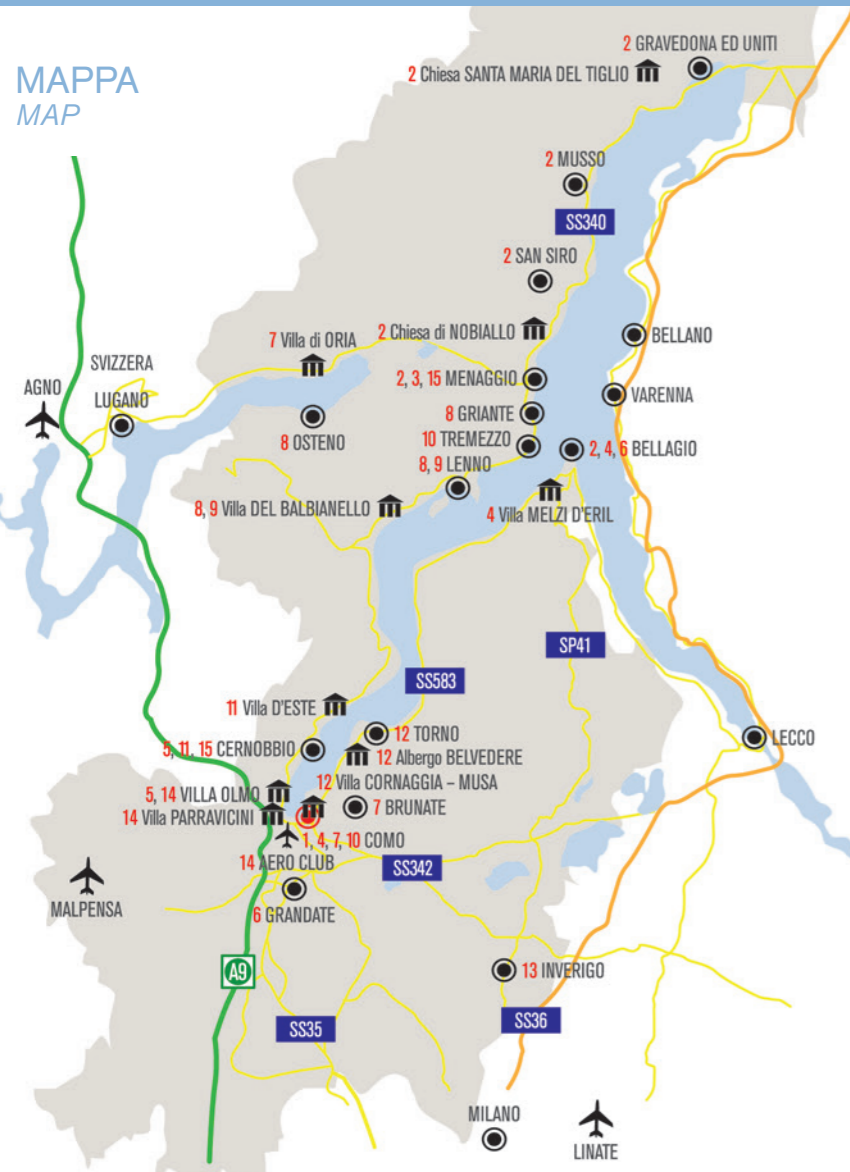 MAPPA
MAP
2 GRAVEDONA ED UNITI
2 Chiesa SANTA MARIA DEL TIGLIO
2 MUSSO
SS340
2 SAN SIRO
2 Chiesa di NOBIALLO
7 Villa di ORIA
BELLANO
SVIZZERA
2, 3, 15 MENAGGIO
AGNO
LUGANO
VARENNA
8 GRIANTE
8 OSTENO
10 TREMEZZO
2, 4, 6 BELLAGIO
8, 9 LENNO
8, 9 Villa DEL BALBIANELLO
4 Villa MELZI D'ERIL
SP41
SS583
11 Villa D'ESTE
12 TORNO
LECCO
5, 11, 15 CERNOBBIO
12 Albergo BELVEDERE
12 Villa CORNAGGIA – MUSA
5, 14 VILLA OLMO
7 BRUNATE
14 Villa PARRAVICINI
1, 4, 7, 10 COMO
14 AERO CLUB
SS342
MALPENSA
6 GRANDATE
A9
13 INVERIGO
SS35
SS36
MILANO
LINATE